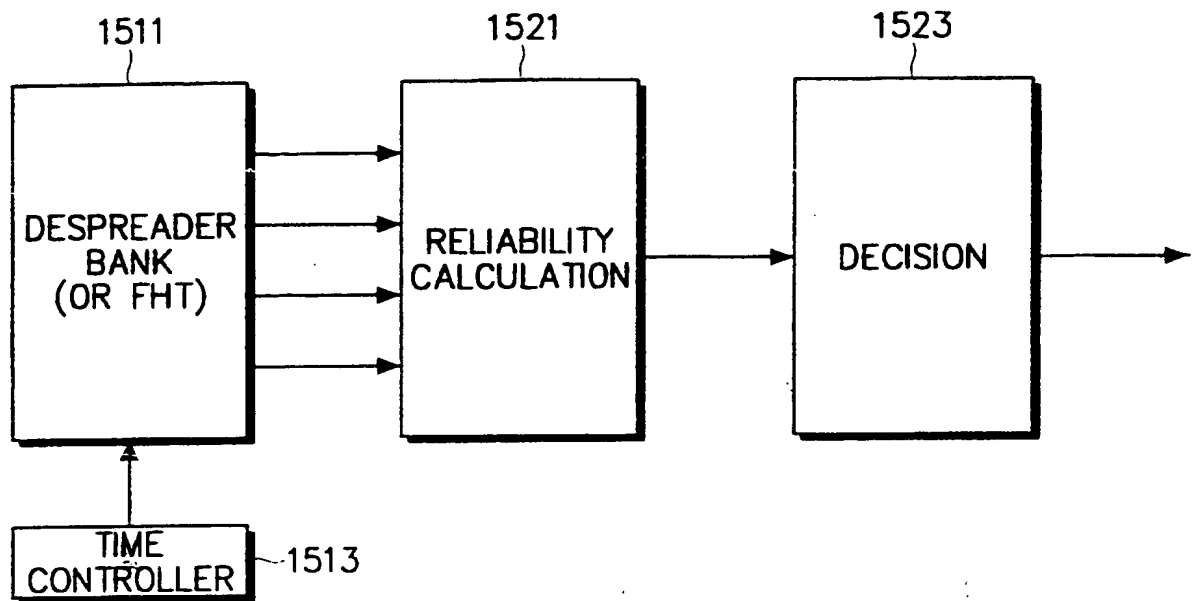 1511
1521
1523
DESPREADER
BANK
(OR FHT)
RELIABILITY
CALCULATION
DECISION
TIME
CONTROLLER
1513